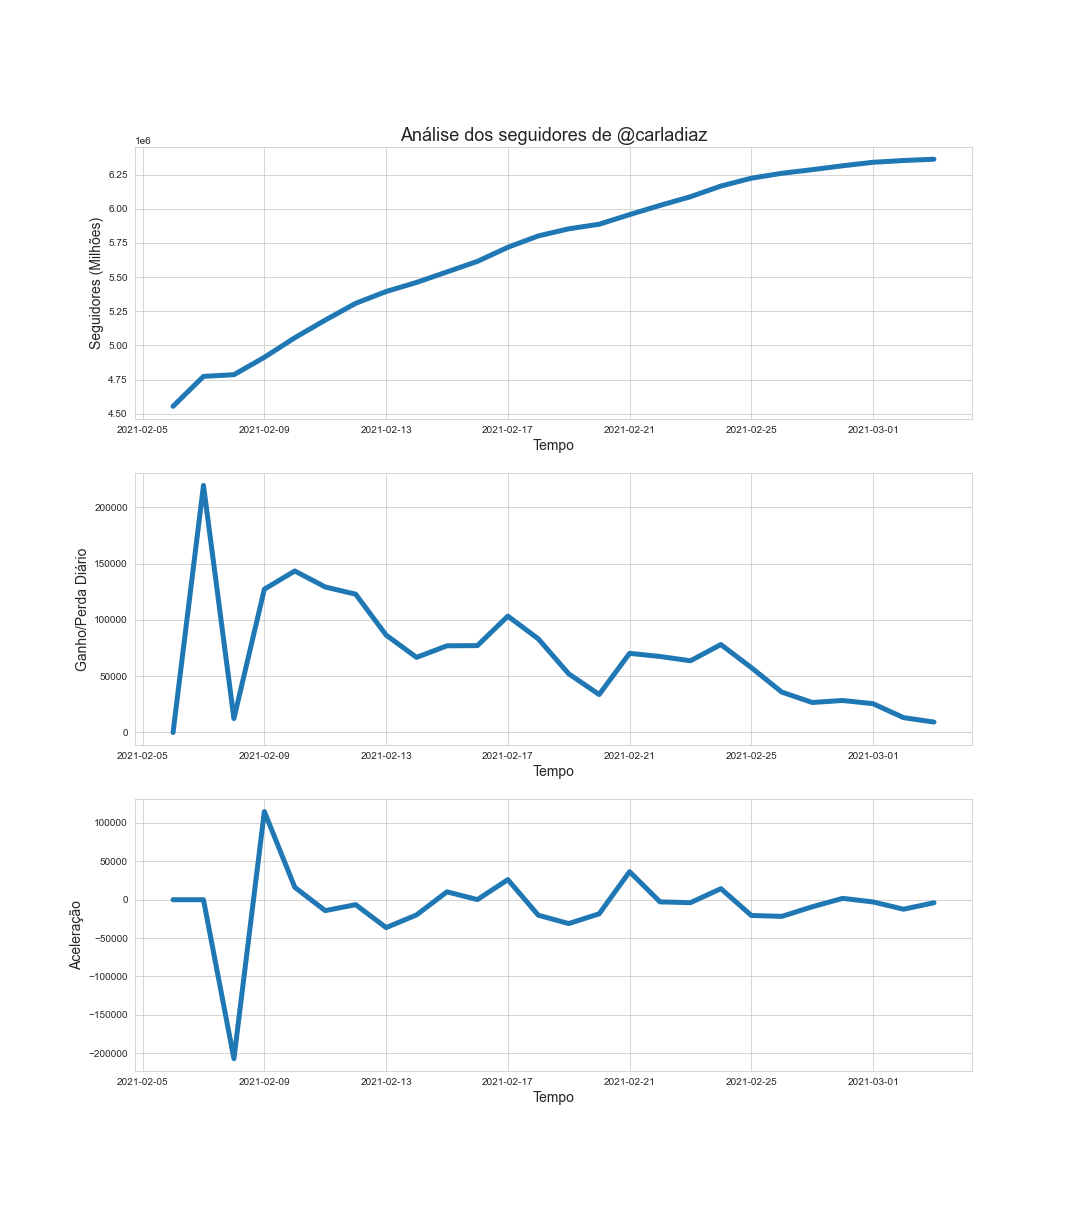 Análise dos seguidores de @carladiaz
1e6
6.25
6.00
5.75
5.50
5.25
5.00
4.75
4.50
Seguidores (Milhões)
2021-02-05 2021-02-09 2021-02-13 2021-02-17 2021-02-21 2021-02-25 2021-03-01
Tempo
200000
150000
100000
50000
0
Ganho/Perda Diário
2021-02-05 2021-02-09 2021-02-13 2021-02-17 2021-02-21 2021-02-25 2021-03-01
Tempo
100000
50000
0
−50000
−100000
−150000
−200000
Aceleração
2021-02-05 2021-02-09 2021-02-13 2021-02-17 2021-02-21 2021-02-25 2021-03-01
Tempo